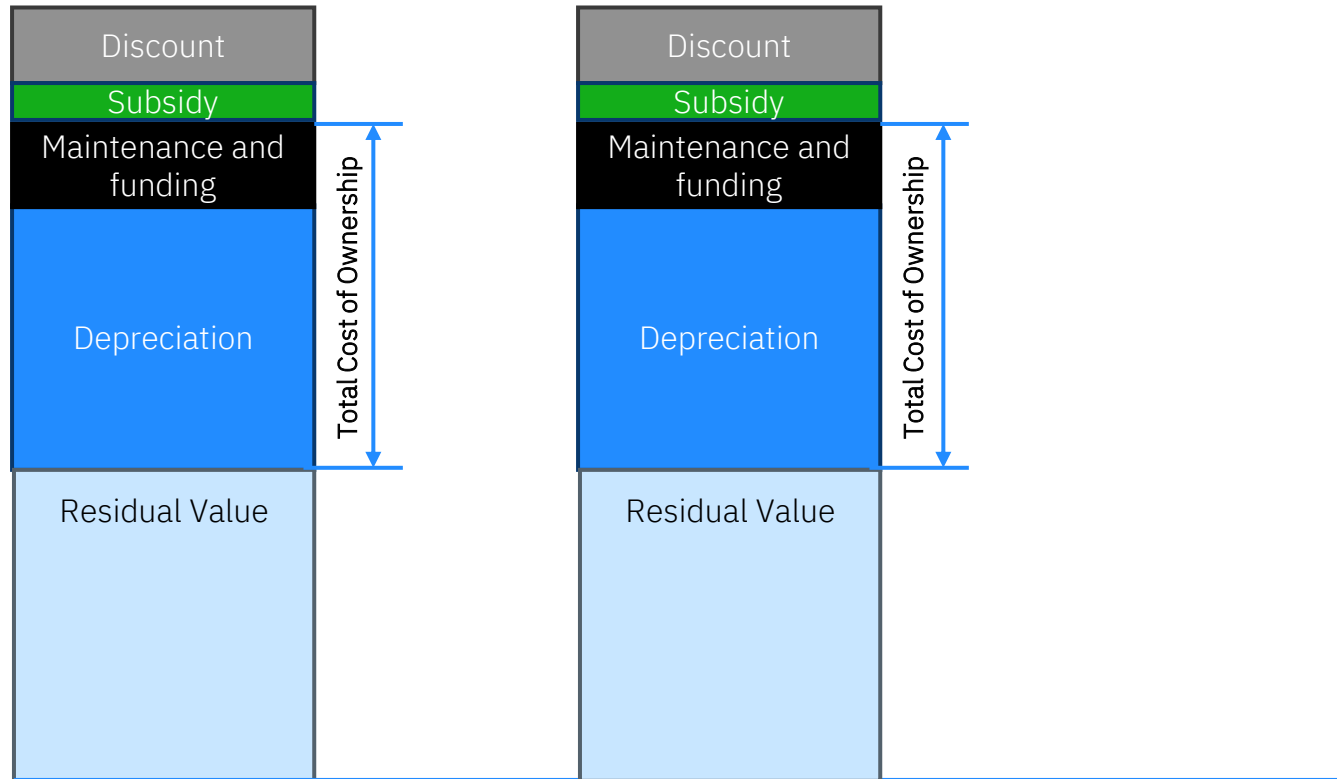 Discount
Subsidy
Maintenance and
funding
Depreciation
Residual Value
Total Cost of Ownership
Discount
Subsidy
Maintenance and
funding
Depreciation
Residual Value
Total Cost of Ownership